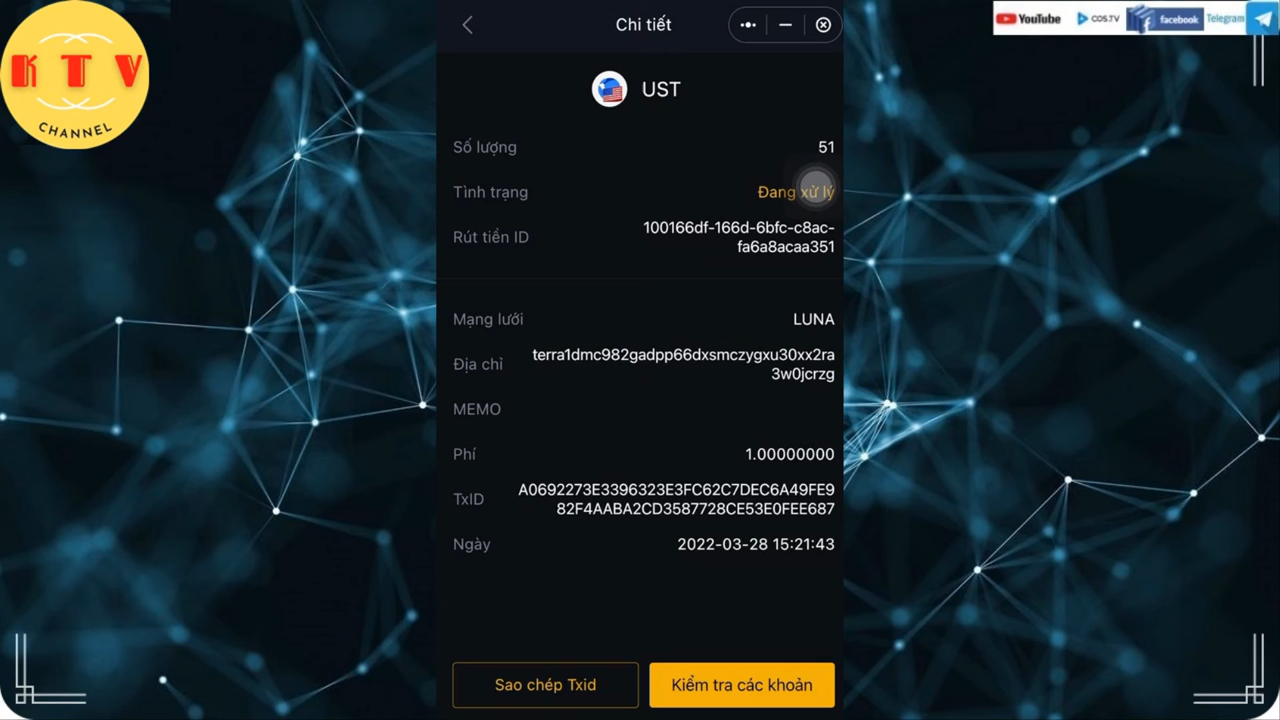 KTV
CHANNEL
YouTube
COS.TV
facebook
Telegram
Chi tiết
UST
Số lượng
51
Tình trạng
Đang xử lý
Rút tiền ID
100166df-166d-6bfc-c8ac-
fa6a8acaa351
Mạng lưới
LUNA
Địa chỉ
terra1dmc982gadpp66dxsmczygxu30xx2ra
3w0jcrzg
MEMO
Phí
1.00000000
TxID
A0692273E3396323E3FC62C7DEC6A49FE9
82F4AABA2CD3587728CE53E0FEE687
Ngày
2022-03-28 15:21:43
Sao chép Txid
Kiểm tra các khoản